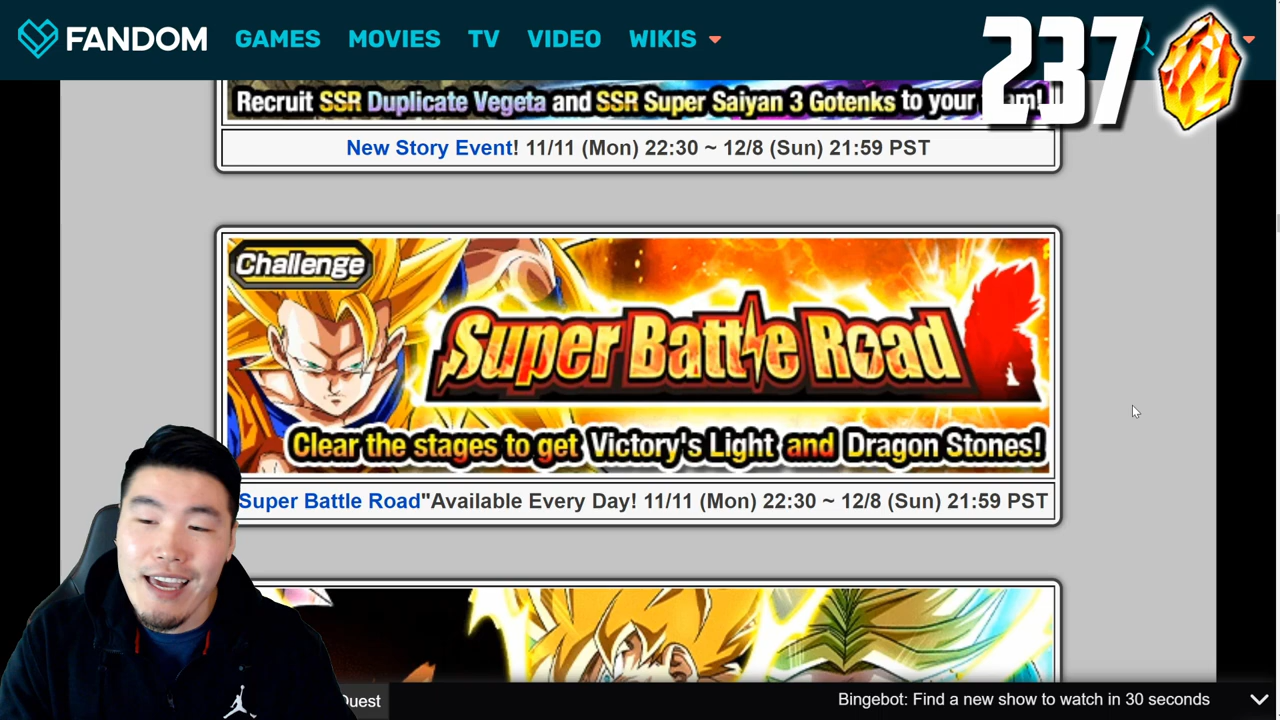 FANDOM GAMES MOVIES TV VIDEO WIKIS
237
Recruit SSR Duplicate Vegeta and SSR Super Saiyan 3 Gotenks to your
New Story Event! 11/11 (Mon) 22:30 ~ 12/8 (Sun) 21:59 PST
Challenge
Super Battle Road
Clear the stages to get Victory's Light and Dragon Stones!
Super Battle Road"Available Every Day! 11/11 (Mon) 22:30 ~ 12/8 (Sun) 21:59 PST
Bingebot: Find a new show to watch in 30 seconds